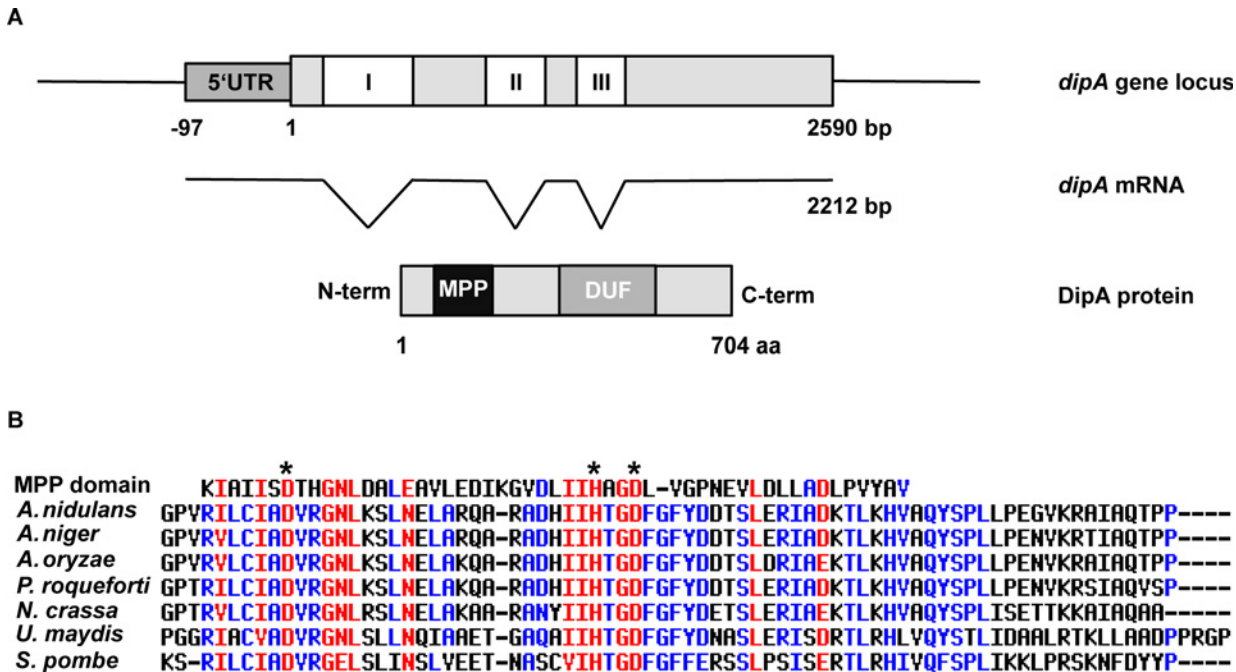 A
5'UTR I II III dipA gene locus
-97 1 2590 bp
dipA mRNA
2212 bp
N-term MPP DUF C-term DipA protein
1 704 aa
B
* * *
MPP domain KIAIISDTHGNLDALEAVLEDIKGVDLIIHAGDL-VGPNEVLDLLADLPVYAV
A.nidulans GPVRILCIADVRGNLKSLNELARQA-RADHIIHTGDFGFYDDTSLERIADKTLKHVAQYSPLLPEGVKRAIAQTPP----
A.niger GPVRVLCIADVRGNLKSLNELAKQA-RADHIIHTGDFGFYDDTSLERIADKTLKHVAQYSPLLPENVKRTIAQTPP----
A.oryzae GPVRVLCIADVRGNLKSLNELAKQA-RADHIIHTGDFGFYDDTSLDRIAEKTLKHVAQYSPLLPENVKRAIAQTPP----
P. roqueforti GPTRILCIADVRGNLKSLNELAKQA-RADHIIHTGDFGFYDDTSLERIADKTLKHVAQYSPLLPENVKRSIAQVSP----
N. crassa GPTRVLCIADVRGNLRSLNELAKAA-RANYIIHTGDFGFYDETSLERIAEKTLKHVAQYSPLISETTKKAIAQAA-----
U. maydis PGGRIACVADVRGNLSLLNQIAAET-GAQAIIHTGDFGFYDNASLERISDRTLRHLVQYSTLIDAALRTKLLAADPPRGP
S. pombe KS-RILCIADVRGELSLINSLVEET-NASCVIHTGDFGFFERSSLPSISERTLRHIVQFSPLIKKLPRSKNFDYYP----